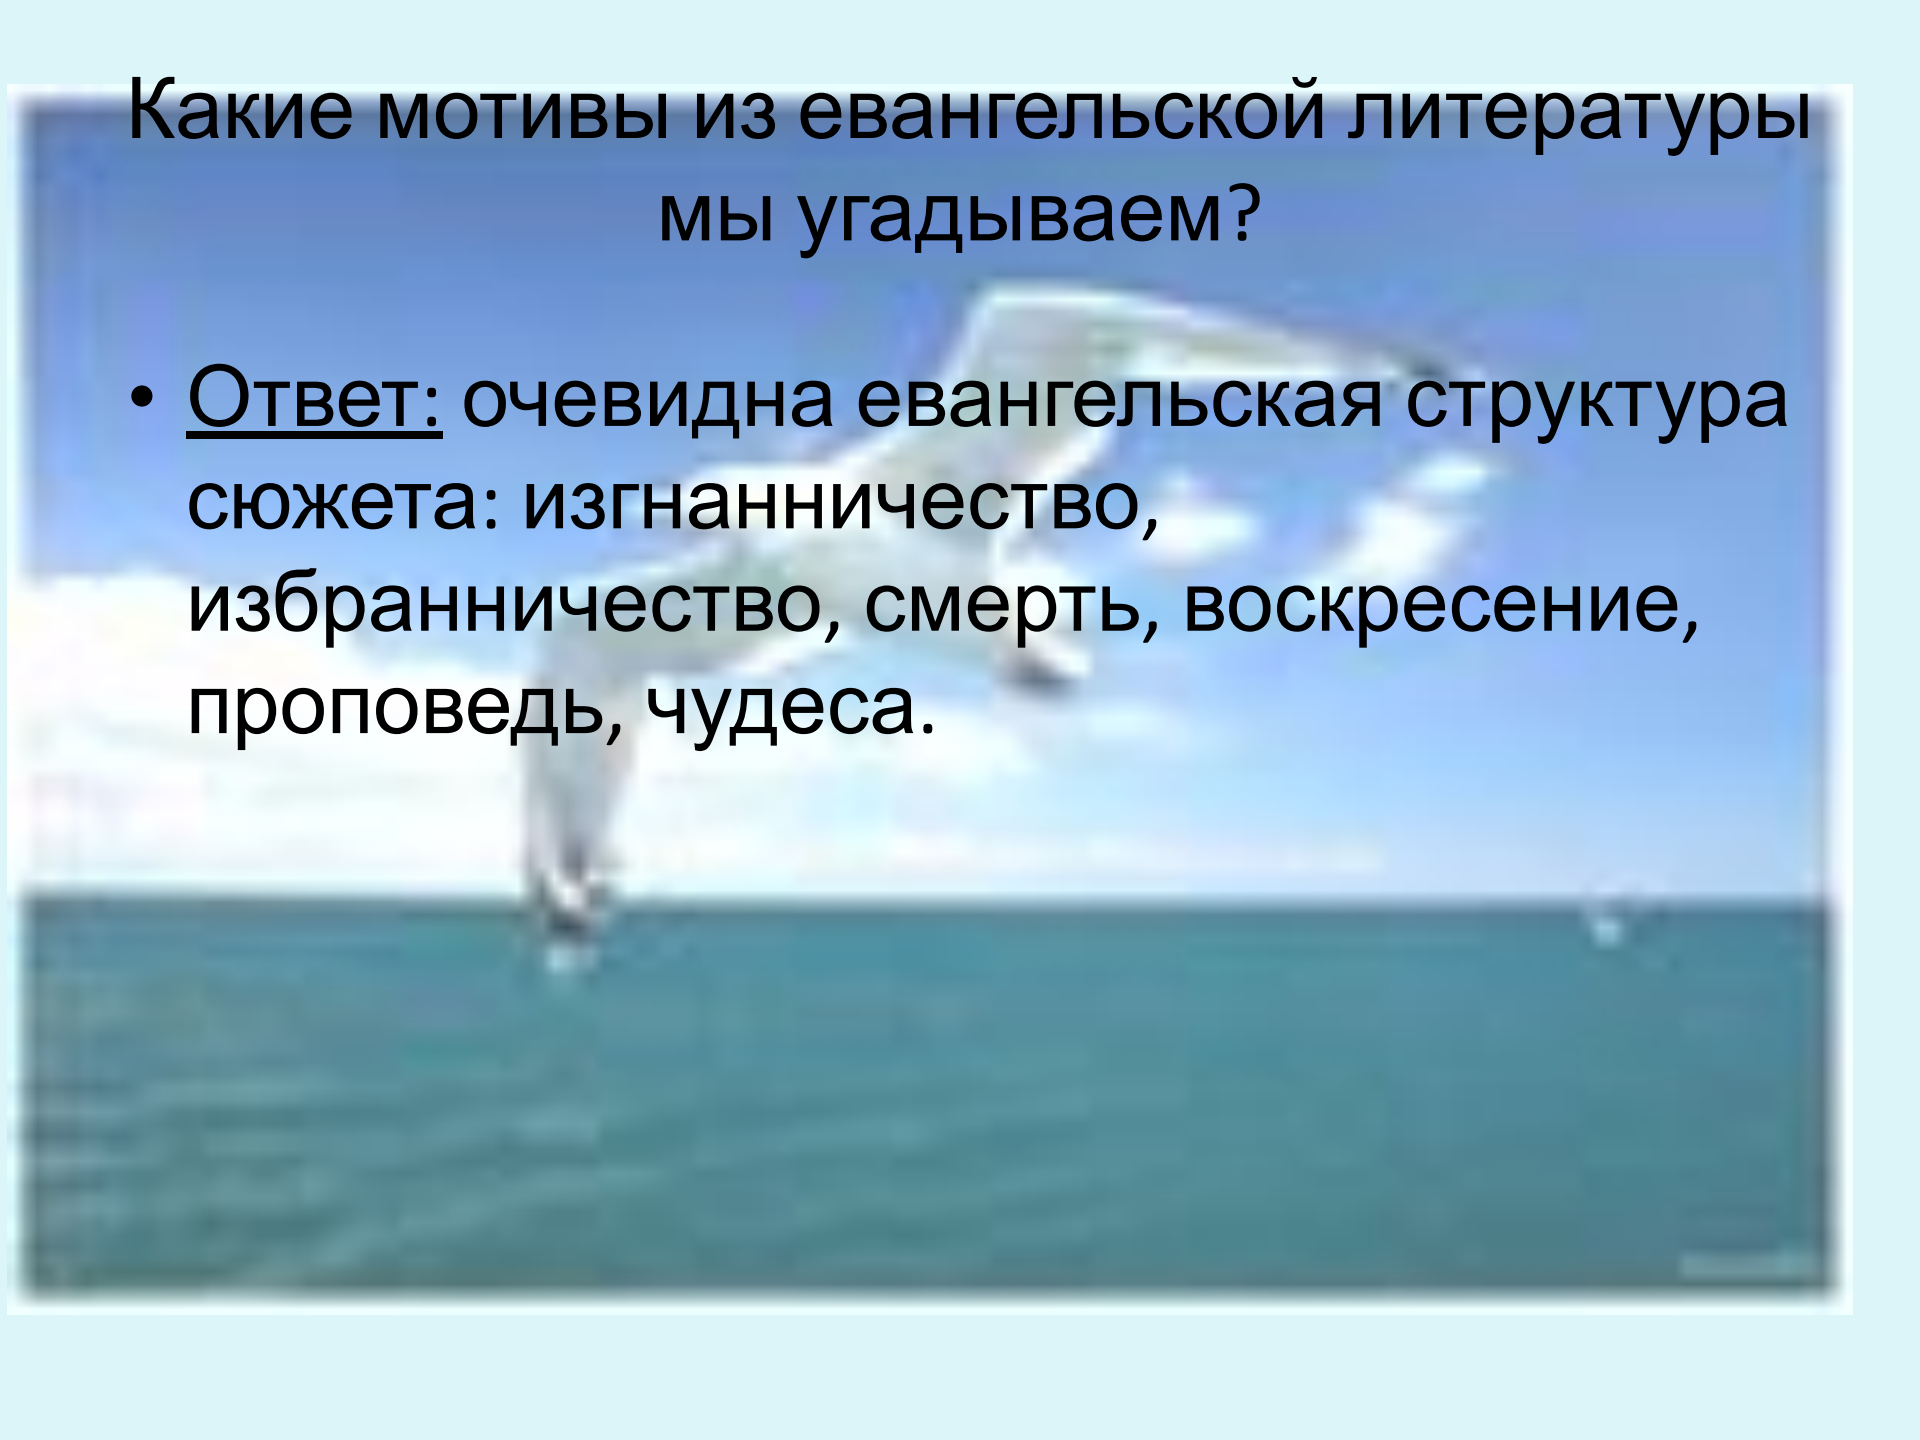 Какие мотивы из евангельской литературы
мы угадываем?
• Ответ: очевидна евангельская структура
сюжета: изгнанничество,
избранничество, смерть, воскресение,
проповедь, чудеса.